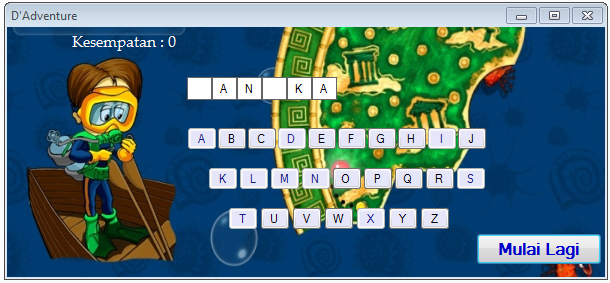 D'Adventure
Kesempatan : 0
A N K A
A B C D E F G H I J
K L M N O P Q R S
T U V W X Y Z
Mulai Lagi